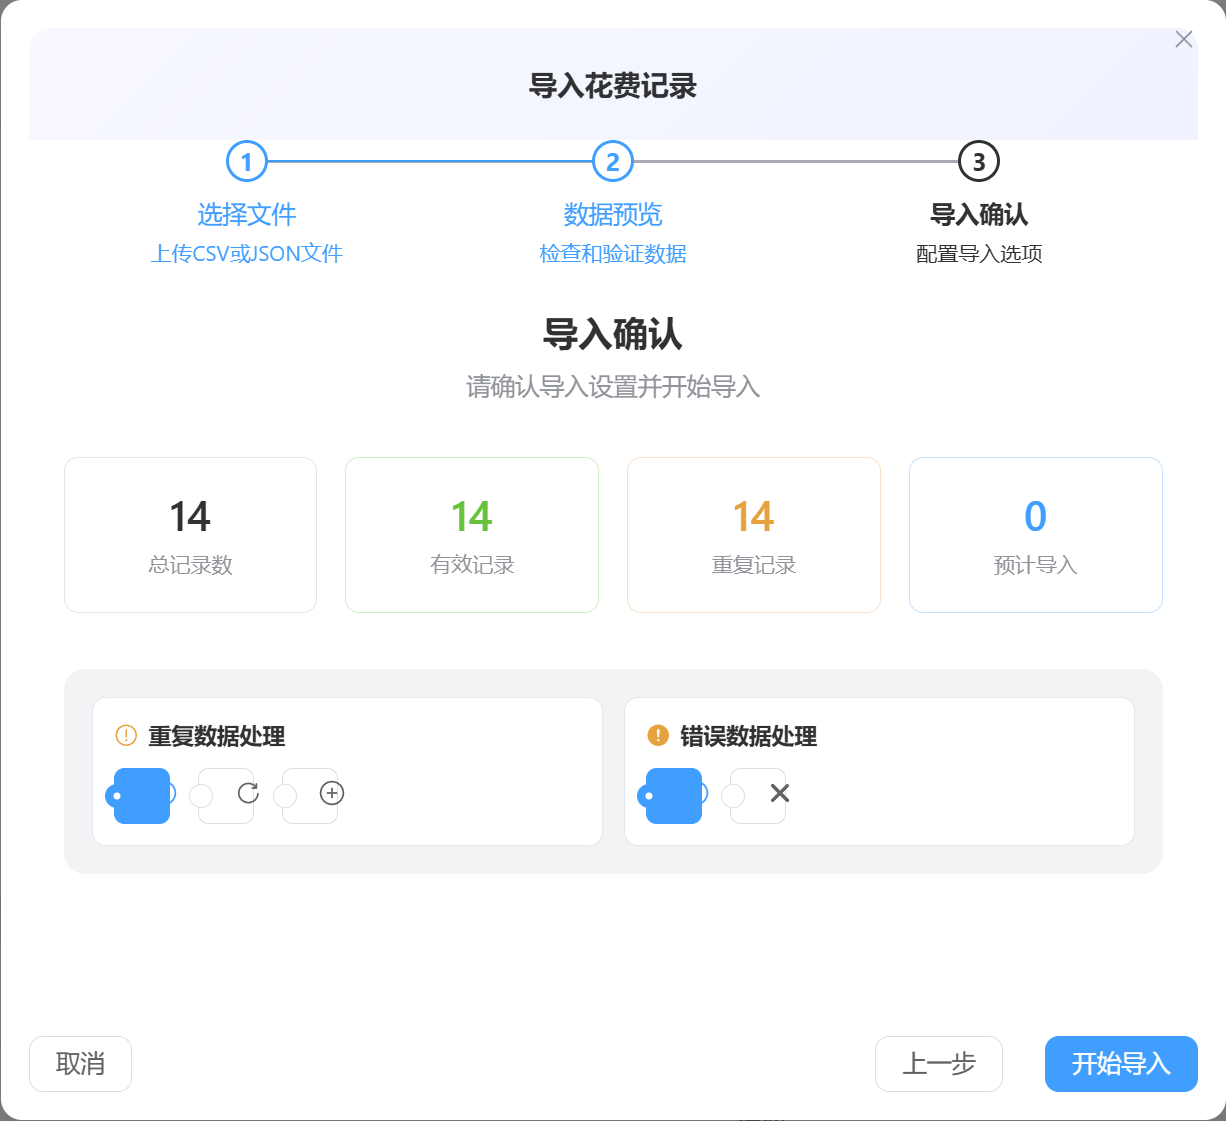 导入花费记录
1
2
3
选择文件
数据预览
导入确认
上传CSV或JSON文件
检查和验证数据
配置导入选项
导入确认
请确认导入设置并开始导入
14
14
14
0
总记录数
有效记录
重复记录
预计导入
重复数据处理
错误数据处理
取消
上一步
开始导入